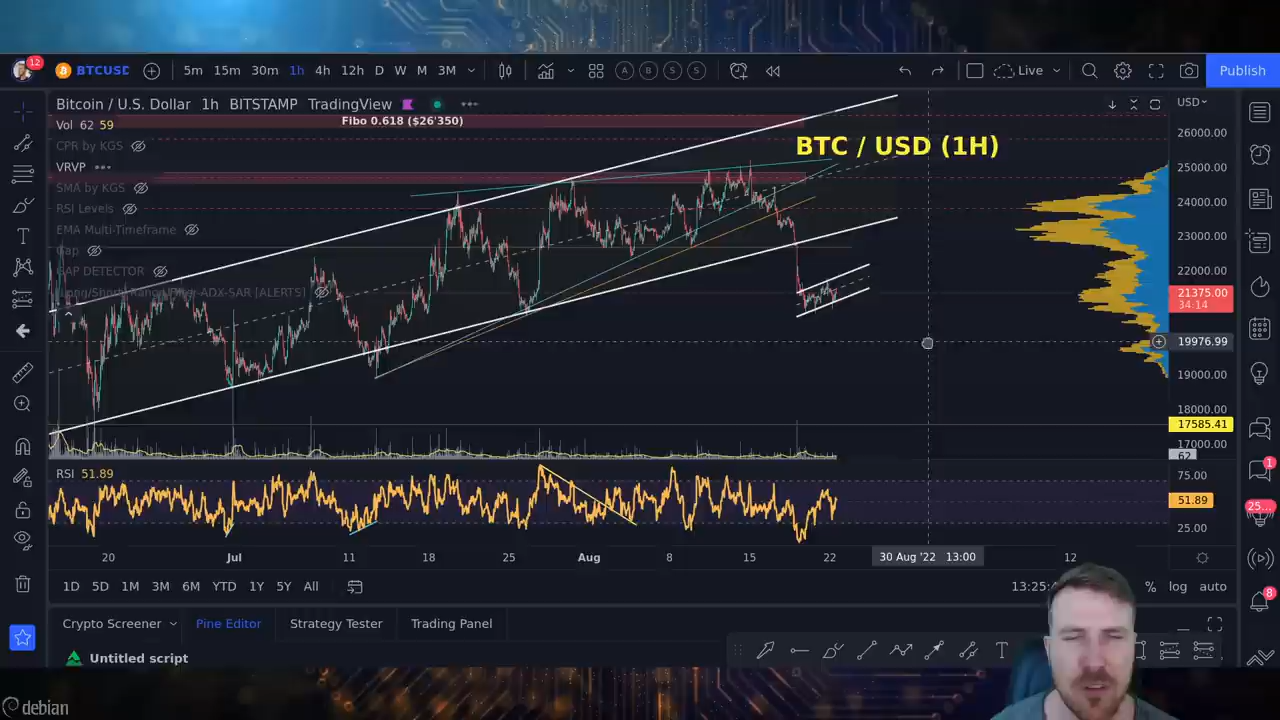 12
BTCUSD
5m 15m 30m 1h 4h 12h D W M 3M
A B S S
Live
Publish
Bitcoin / U.S. Dollar 1h BITSTAMP TradingView
USD
Fibo 0.618 ($26'350)
Vol 62 59
CPR by KGS
VRVP
SMA by KGS
RSI Levels
EMA Multi-Timeframe
Gap
GAP DETECTOR
[ALERTS]
BTC / USD (1H)
26000.00
25000.00
24000.00
23000.00
22000.00
21375.00
34:14
19976.99
19000.00
18000.00
17585.41
17000.00
62
RSI 51.89
75.00
51.89
25.00
20 Jul 11 18 25 Aug 8 15 22 30 Aug '22 13:00 12
1D 5D 1M 3M 6M YTD 1Y 5Y All
% log auto
Crypto Screener Pine Editor Strategy Tester Trading Panel
Untitled script
T
T
1
25...
8
debian